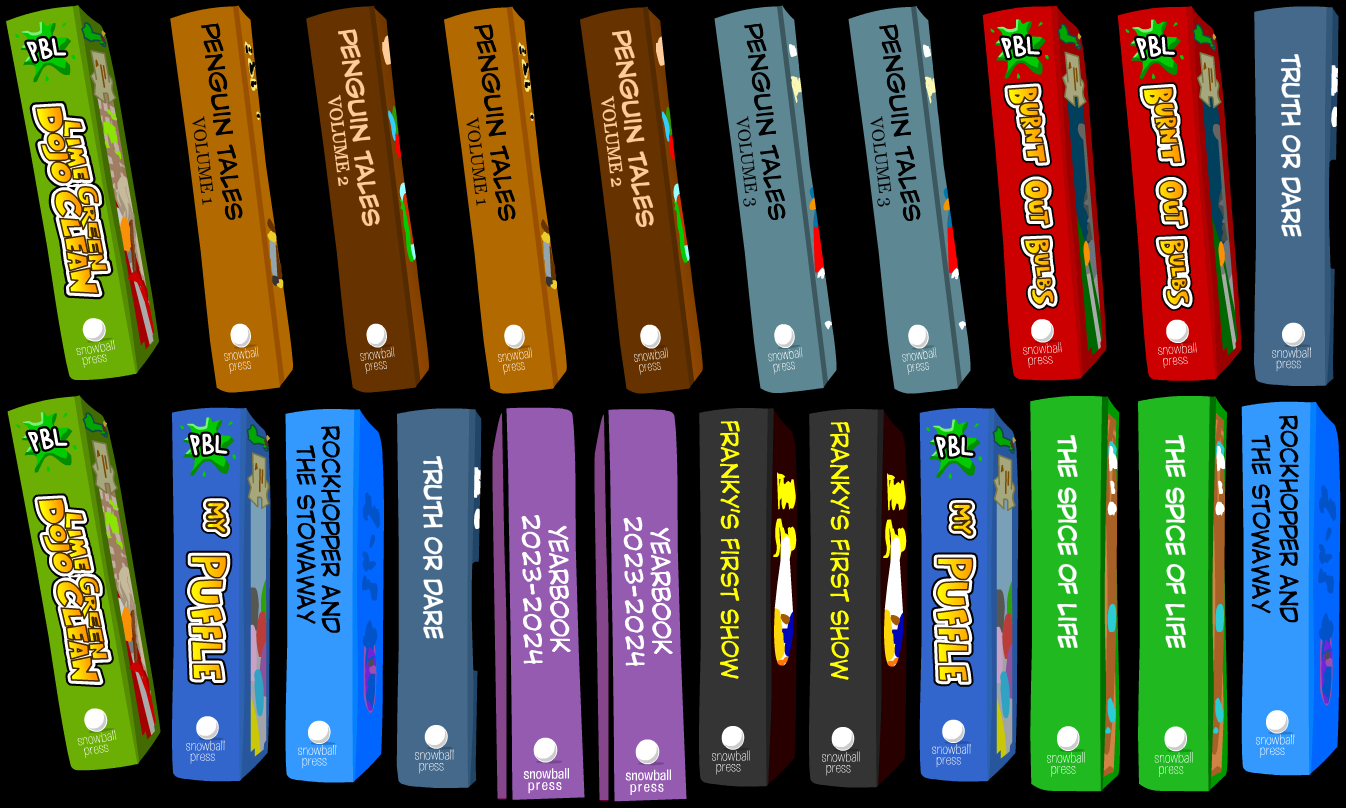 PBL
LIME GREEN
DOJO CLEAN
snowball
press
PENGUIN TALES
VOLUME 1
snowball
press
PENGUIN TALES
VOLUME 2
snowball
press
PENGUIN TALES
VOLUME 1
snowball
press
PENGUIN TALES
VOLUME 2
snowball
press
PENGUIN TALES
VOLUME 3
snowball
press
PENGUIN TALES
VOLUME 3
snowball
press
PBL
BURNT OUT BULBS
snowball
press
PBL
BURNT OUT BULBS
snowball
press
TRUTH OR DARE
snowball
press
PBL
LIME GREEN
DOJO CLEAN
snowball
press
PBL
MY PUFFLE
snowball
press
ROCKHOPPER AND
THE STOWAWAY
snowball
press
TRUTH OR DARE
snowball
press
YEARBOOK
2023-2024
snowball
press
YEARBOOK
2023-2024
snowball
press
FRANKY'S FIRST SHOW
snowball
press
FRANKY'S FIRST SHOW
snowball
press
PBL
MY PUFFLE
snowball
press
THE SPICE OF LIFE
snowball
press
THE SPICE OF LIFE
snowball
press
ROCKHOPPER AND
THE STOWAWAY
snowball
press